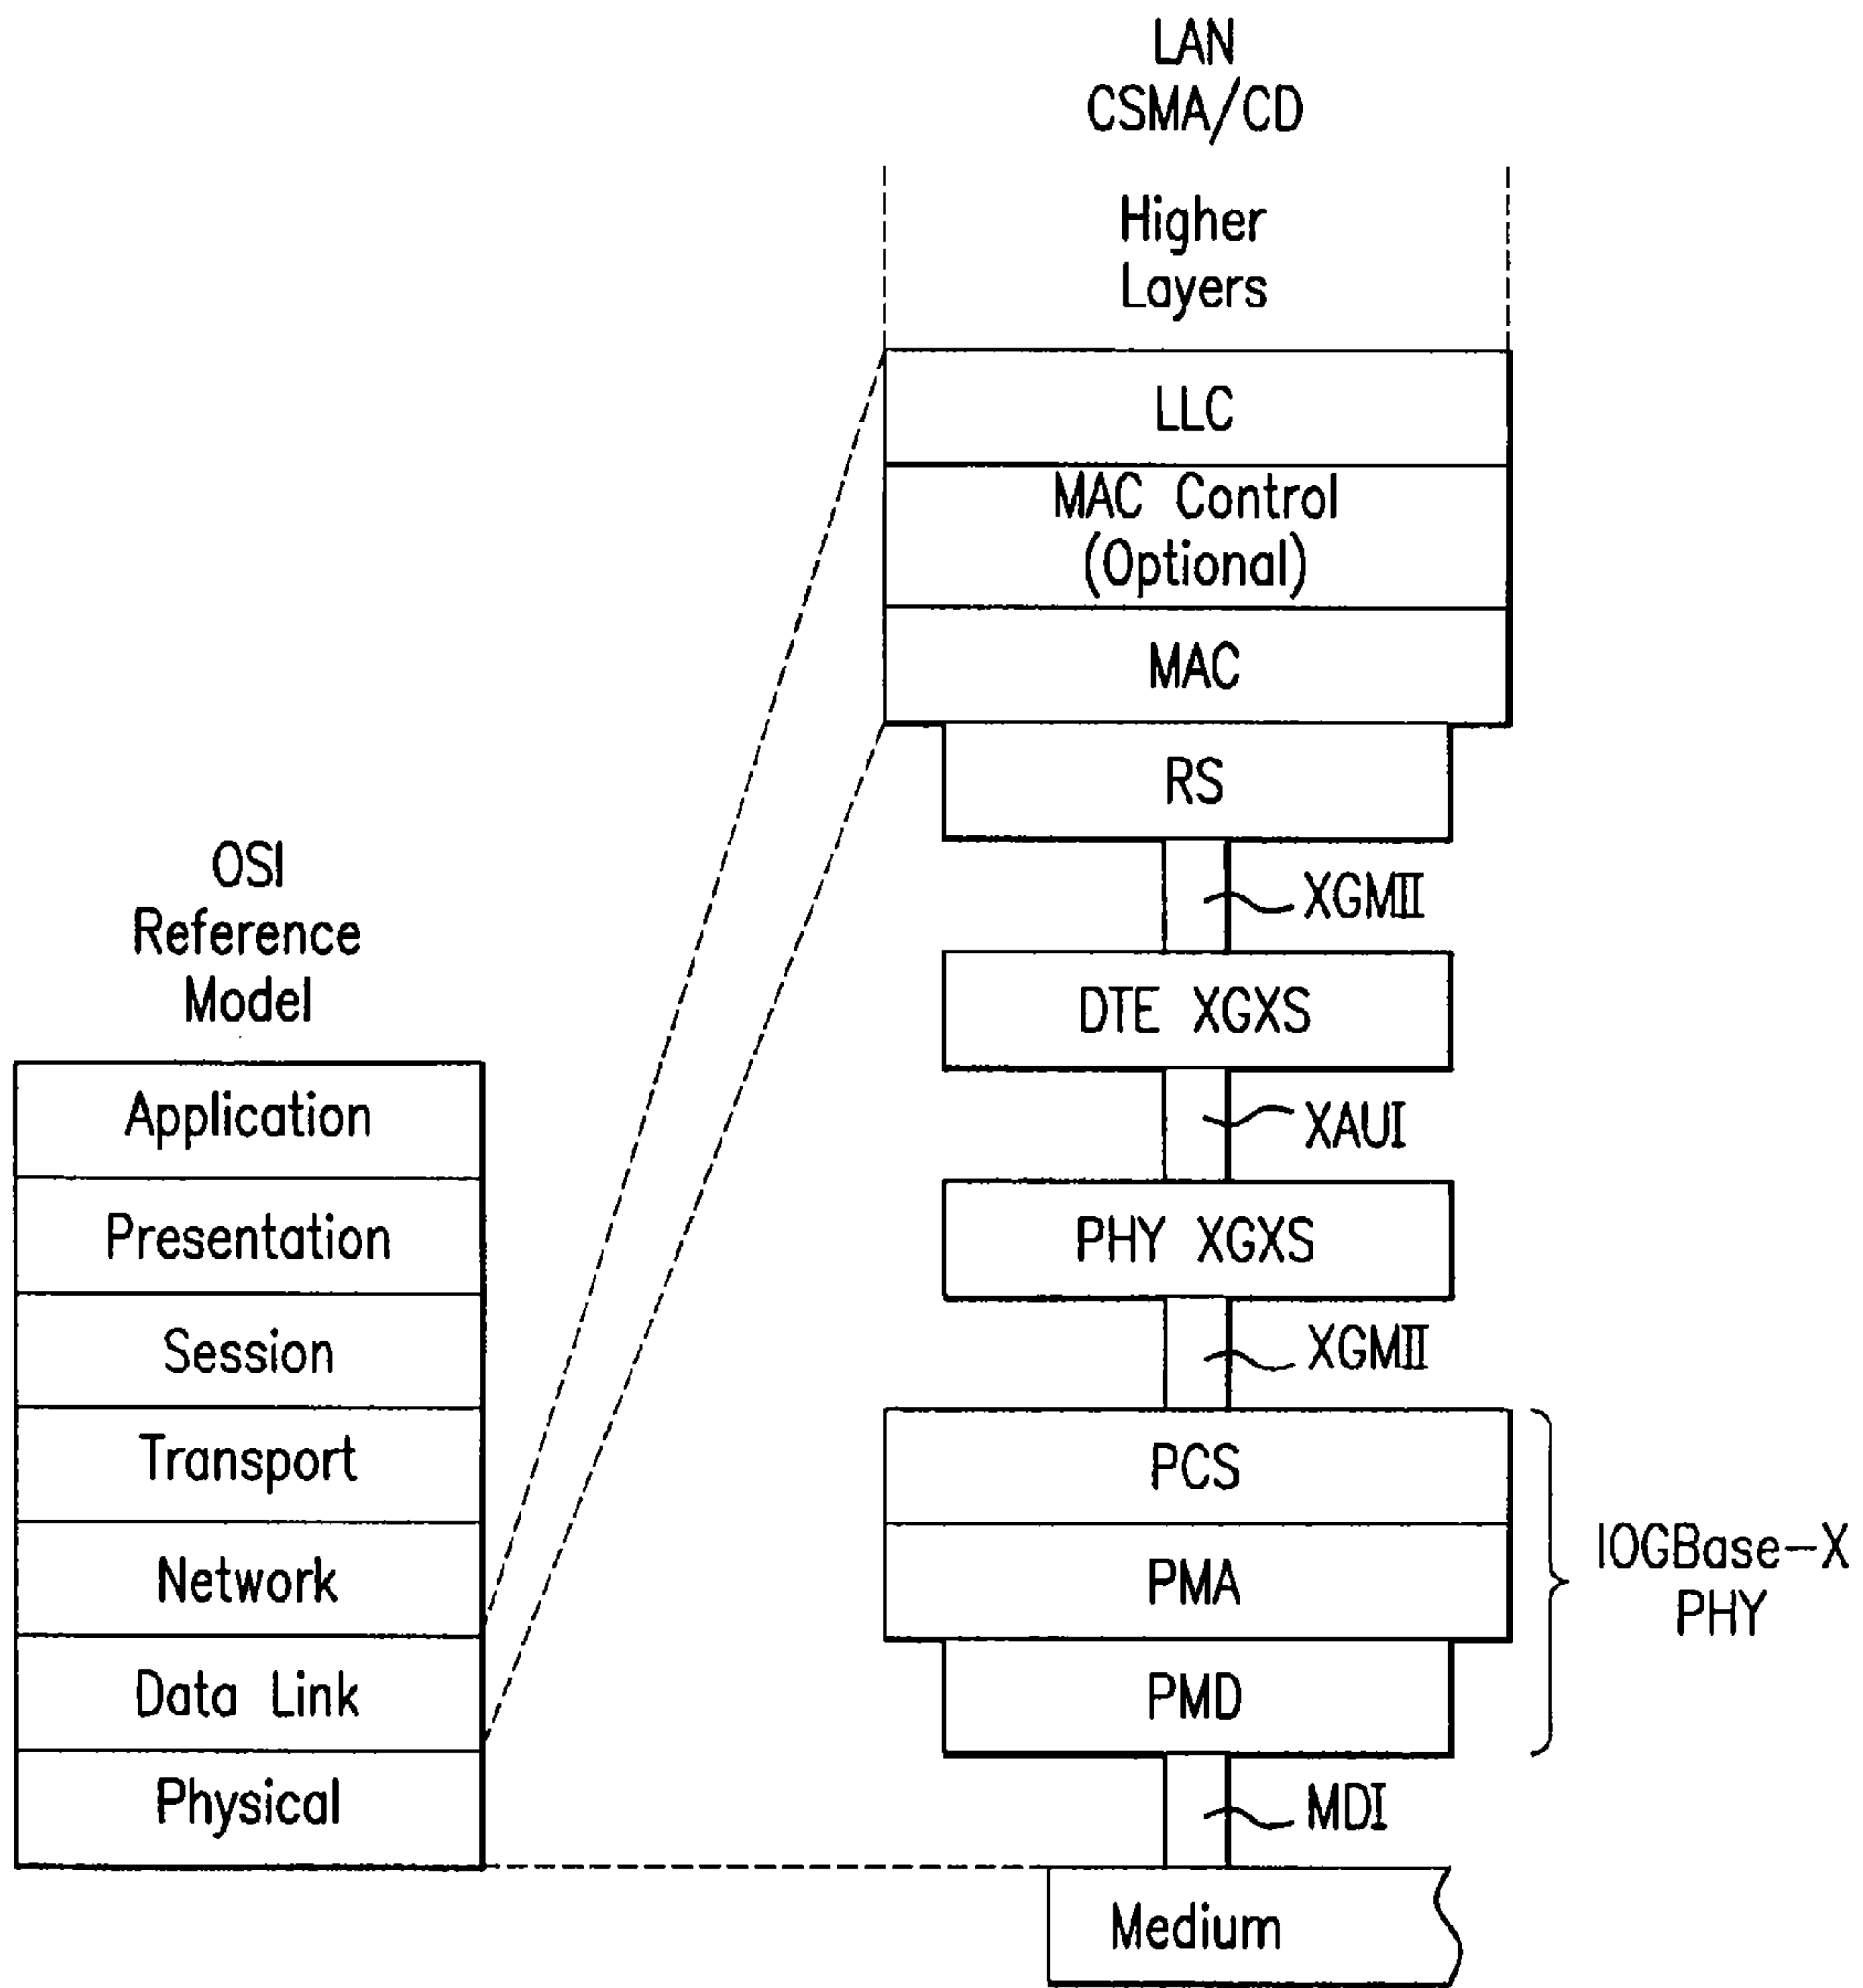 LAN
CSMA/CD
Higher
Layers
LLC
MAC Control
(Optional)
MAC
RS
XGMII
DTE XGXS
XAUI
PHY XGXS
XGMII
PCS
PMA
PMD
10GBase-X
PHY
MDI
Medium
OSI
Reference
Model
Application
Presentation
Session
Transport
Network
Data Link
Physical